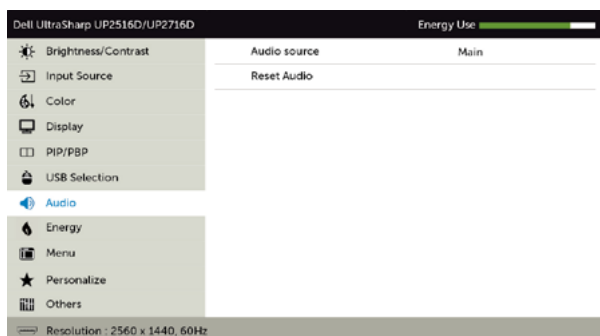 Dell UltraSharp UP2516D/UP2716D Energy Use
Brightness/Contrast
Input Source
Color
Display
PIP/PBP
USB Selection
Audio
Energy
Menu
Personalize
Others
Audio source Main
Reset Audio
Resolution : 2560 x 1440, 60Hz